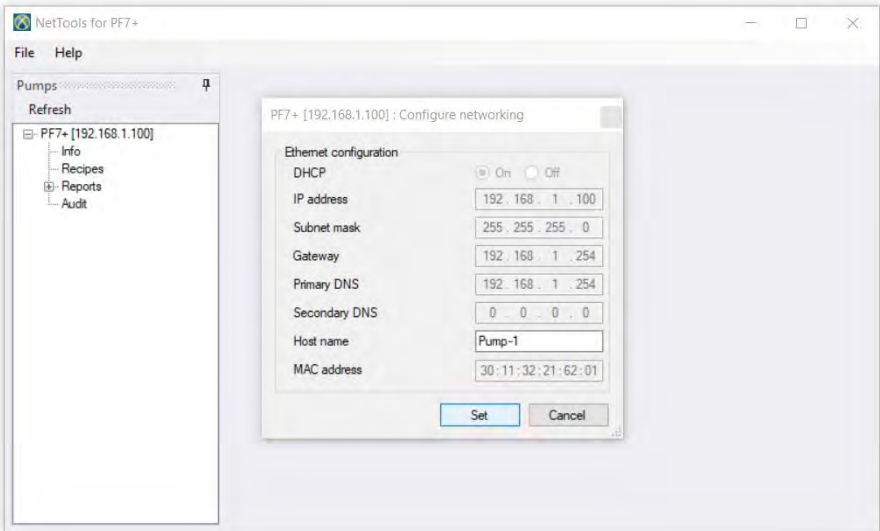 NetTools for PF7+
File Help
Pumps
Refresh
PF7+ [192.168.1.100]
Info
Recipes
Reports
Audit
PF7+ [192.168.1.100] : Configure networking
Ethernet configuration
DHCP On Off
IP address 192 . 168 . 1 . 100
Subnet mask 255 . 255 . 255 . 0
Gateway 192 . 168 . 1 . 254
Primary DNS 192 . 168 . 1 . 254
Secondary DNS 0 . 0 . 0 . 0
Host name Pump-1
MAC address 30:11:32:21:62:01
Set Cancel